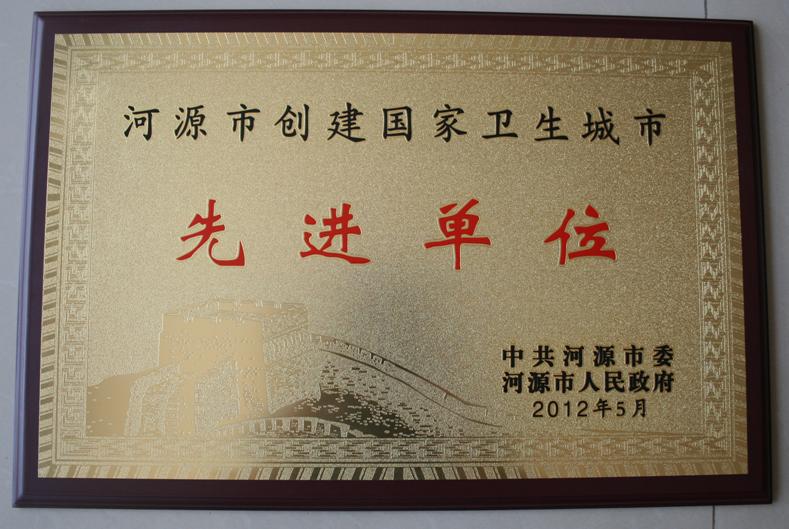 河源市创建国家卫生城市
先进单位
中共河源市委
河源市人民政府
2012年5月